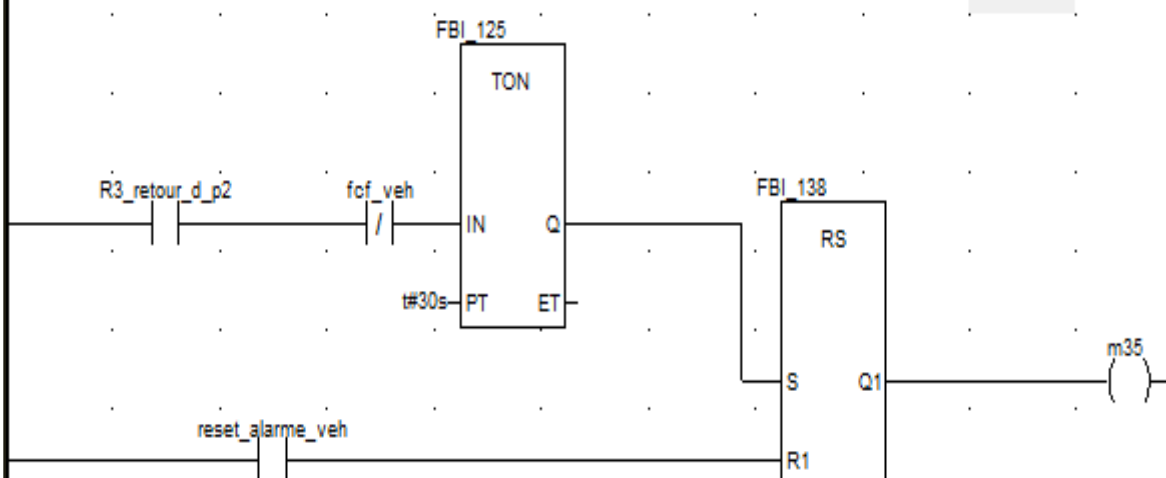 FBI_125
TON
R3_retour_d_p2
fcf_veh
/
IN
Q
t#30s
PT
ET
FBI_138
RS
m35
S
Q1
reset_alarme_veh
R1